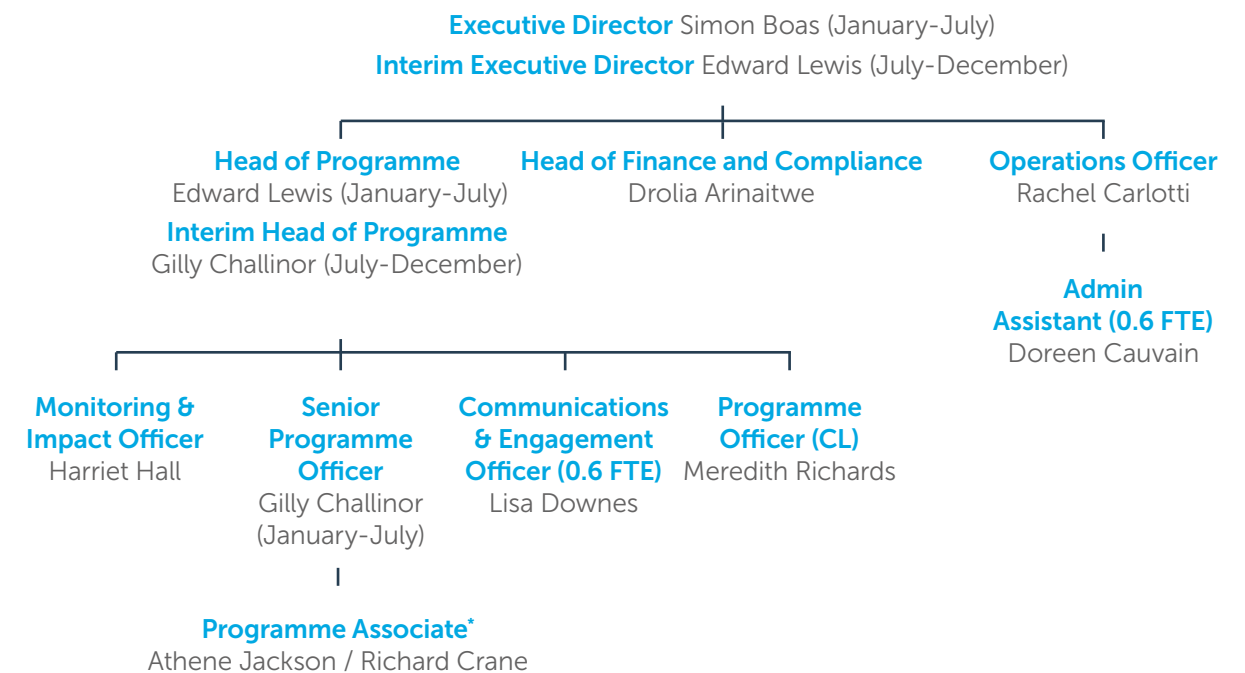 Executive Director Simon Boas (January-July)
Interim Executive Director Edward Lewis (July-December)
Head of Programme
Edward Lewis (January-July)
Interim Head of Programme
Gilly Challinor (July-December)
Head of Finance and Compliance
Drolia Arinaitwe
Operations Officer
Rachel Carlotti
Admin
Assistant (0.6 FTE)
Doreen Cauvain
Monitoring &
Impact Officer
Harriet Hall
Senior
Programme
Officer
Gilly Challinor
(January-July)
Communications
& Engagement
Officer (0.6 FTE)
Lisa Downes
Programme
Officer (CL)
Meredith Richards
Programme Associate*
Athene Jackson / Richard Crane